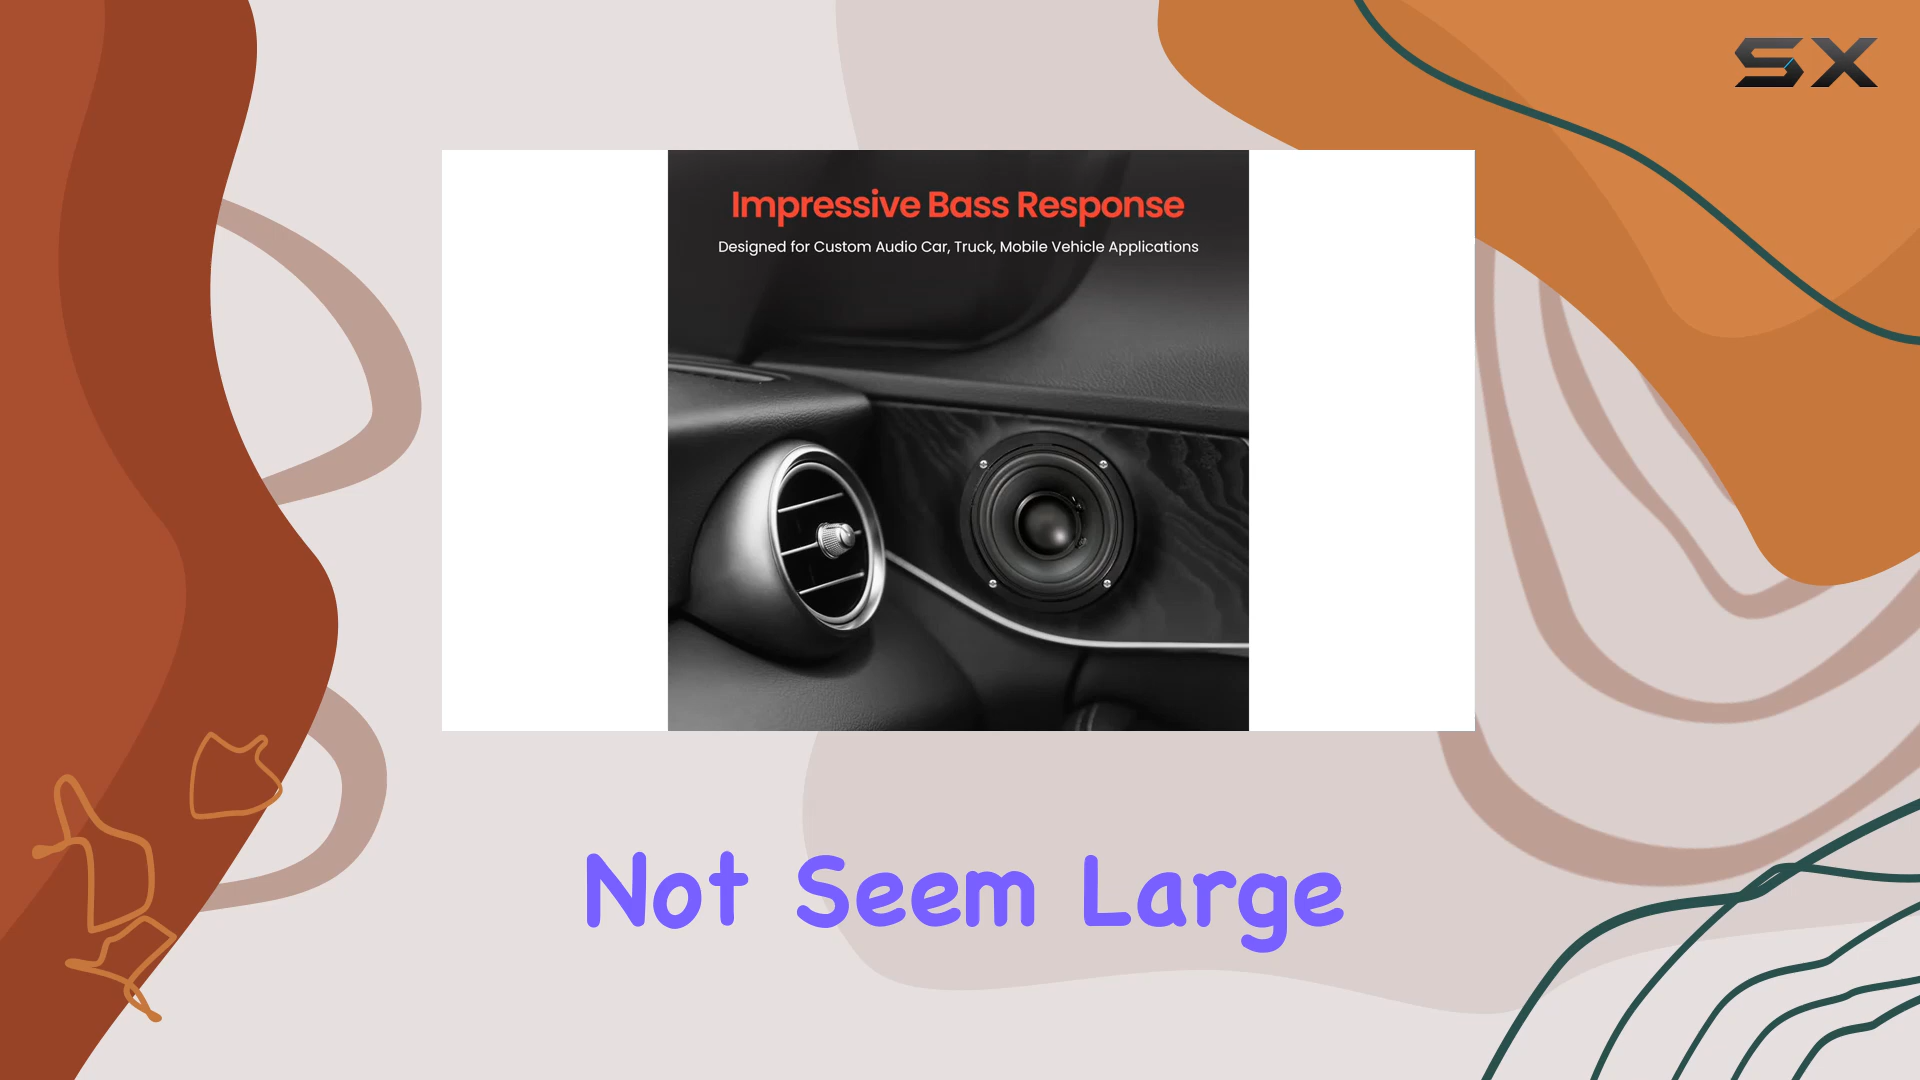 SX
Impressive Bass Response
Designed for Custom Audio Car, Truck, Mobile Vehicle Applications
Not Seem Large